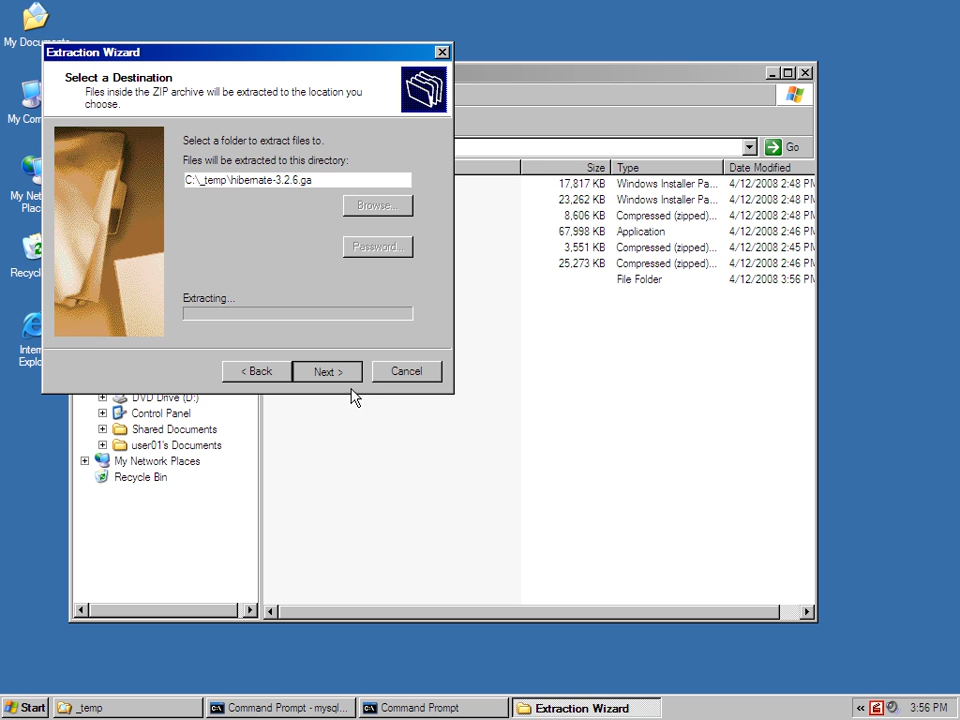 My Documents
Extraction Wizard
Select a Destination
Files inside the ZIP archive will be extracted to the location you
choose.
My Com
Select a folder to extract files to.
Go
Files will be extracted to this directory:
Size Type Date Modified
C:\_temp\hibernate-3.2.6.ga
17,817 KB Windows Installer Pa... 4/12/2008 2:48 PM
My Net
Place
23,262 KB Windows Installer Pa... 4/12/2008 2:48 PM
Browse...
8,606 KB Compressed (zipped)... 4/12/2008 2:48 PM
67,998 KB Application 4/12/2008 2:46 PM
Password...
3,551 KB Compressed (zipped)... 4/12/2008 2:45 PM
25,273 KB Compressed (zipped)... 4/12/2008 2:46 PM
Recycl
File Folder 4/12/2008 3:56 PM
Extracting...
Intern
Explo
< Back Next > Cancel
DVD Drive (D:)
Control Panel
Shared Documents
user01's Documents
My Network Places
Recycle Bin
Start _temp Command Prompt - mysql... Command Prompt Extraction Wizard « 3:56 PM